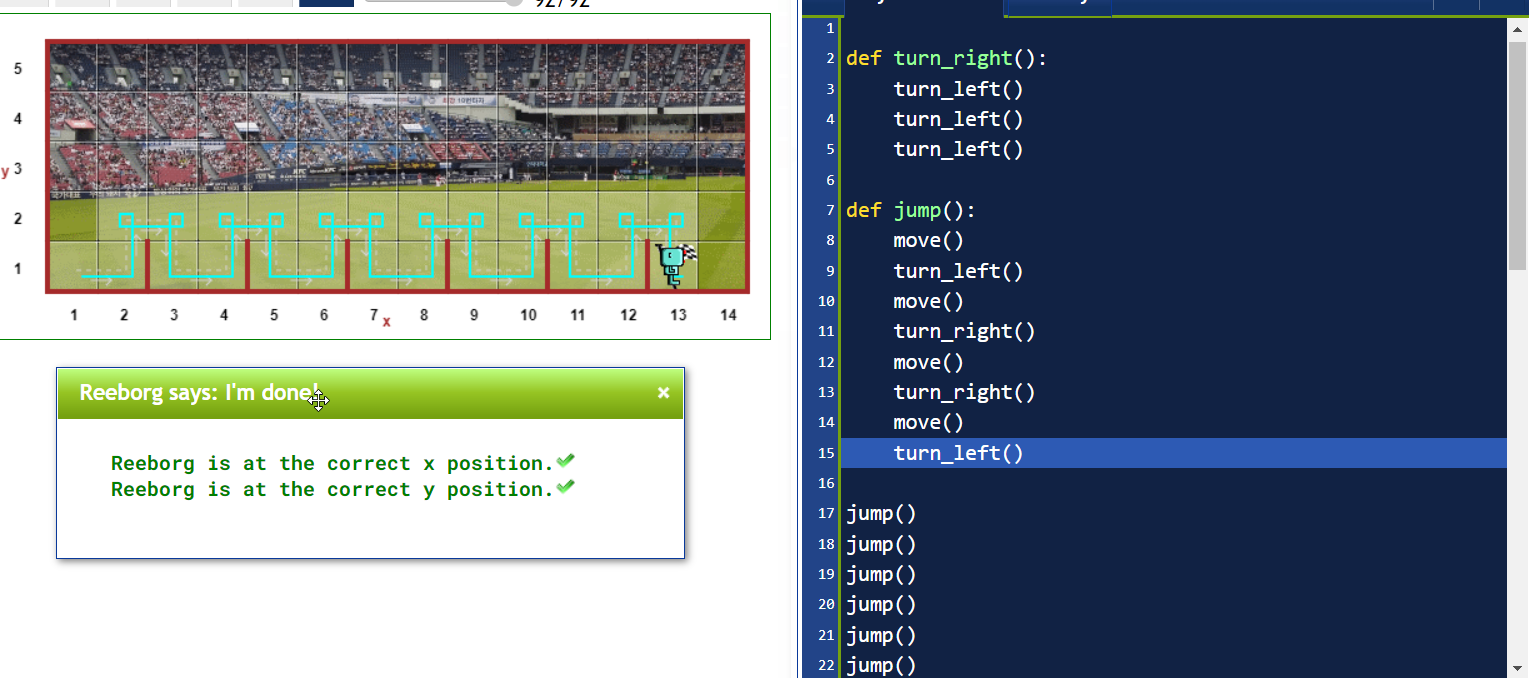 92 / 92
5
4
y 3
2
1
1 2 3 4 5 6 7 x 8 9 10 11 12 13 14
Reeborg says: I'm done!
×
Reeborg is at the correct x position.
Reeborg is at the correct y position.
1
2 def turn_right():
3 turn_left()
4 turn_left()
5 turn_left()
6
7 def jump():
8 move()
9 turn_left()
10 move()
11 turn_right()
12 move()
13 turn_right()
14 move()
15 turn_left()
16
17 jump()
18 jump()
19 jump()
20 jump()
21 jump()
22 jump()